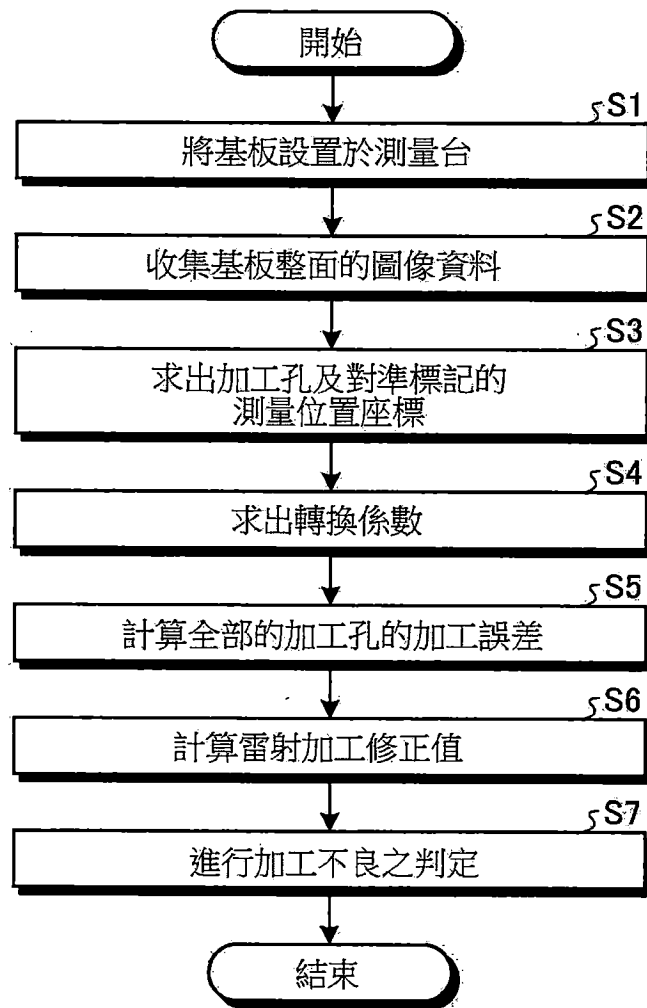 開始
S1
將基板設置於測量台
S2
收集基板整面的圖像資料
S3
求出加工孔及對準標記的
測量位置座標
S4
求出轉換係數
S5
計算全部的加工孔的加工誤差
S6
計算雷射加工修正值
S7
進行加工不良之判定
結束